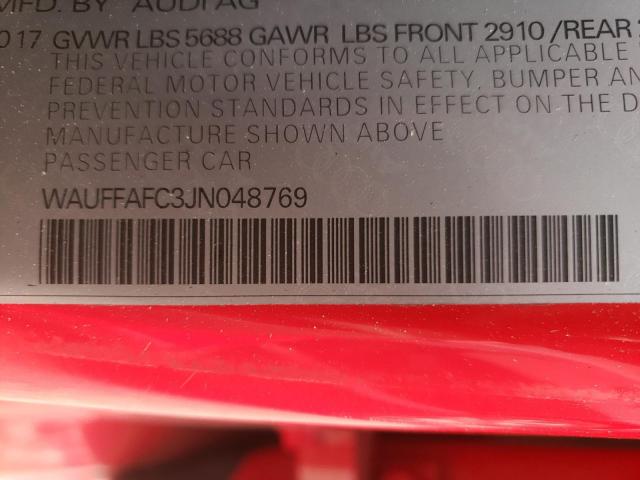 MFD. BY AUDI AG
017 GVWR LBS 5688 GAWR LBS FRONT 2910 /REAR
THIS VEHICLE CONFORMS TO ALL APPLICABLE
FEDERAL MOTOR VEHICLE SAFETY, BUMPER AN
PREVENTION STANDARDS IN EFFECT ON THE D
MANUFACTURE SHOWN ABOVE
PASSENGER CAR
WAUFFAFC3JN048769